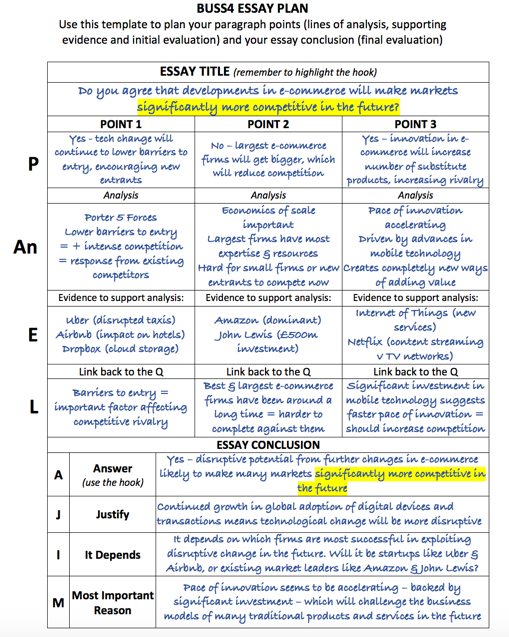 BUSS4 ESSAY PLAN
Use this template to plan your paragraph points (lines of analysis, supporting
evidence and initial evaluation) and your essay conclusion (final evaluation)
ESSAY TITLE (remember to highlight the hook)
Do you agree that developments in e-commerce will make markets
significantly more competitive in the future?
POINT 1
POINT 2
POINT 3
P
Yes - tech change will
continue to lower barriers to
entry, encouraging new
entrants
No – largest e-commerce
firms will get bigger, which
will reduce competition
Yes – innovation in e-
commerce will increase
number of substitute
products, increasing rivalry
An
Analysis
Porter 5 Forces
Lower barriers to entry
= + intense competition
= response from existing
competitors
Analysis
Economics of scale
important
Largest firms have most
expertise & resources
Hard for small firms or new
entrants to compete now
Analysis
Pace of innovation
accelerating
Driven by advances in
mobile technology
Creates completely new ways
of adding value
E
Evidence to support analysis:
Uber (disrupted taxis)
Airbnb (impact on hotels)
Dropbox (cloud storage)
Evidence to support analysis:
Amazon (dominant)
John Lewis (£500m
investment)
Evidence to support analysis:
Internet of Things (new
services)
Netflix (content streaming
v TV networks)
L
Link back to the Q
Barriers to entry =
important factor affecting
competitive rivalry
Link back to the Q
Best & largest e-commerce
firms have been around a
long time = harder to
complete against them
Link back to the Q
Significant investment in
mobile technology suggests
faster pace of innovation =
should increase competition
ESSAY CONCLUSION
A
Answer
(use the hook)
Yes – disruptive potential from further changes in e-commerce
likely to make many markets significantly more competitive in
the future
J
Justify
Continued growth in global adoption of digital devices and
transactions means technological change will be more disruptive
I
It Depends
It depends on which firms are most successful in exploiting
disruptive change in the future. Will it be startups like Uber &
Airbnb, or existing market leaders like Amazon & John Lewis?
M
Most Important
Reason
Pace of innovation seems to be accelerating – backed by
significant investment – which will challenge the business
models of many traditional products and services in the future